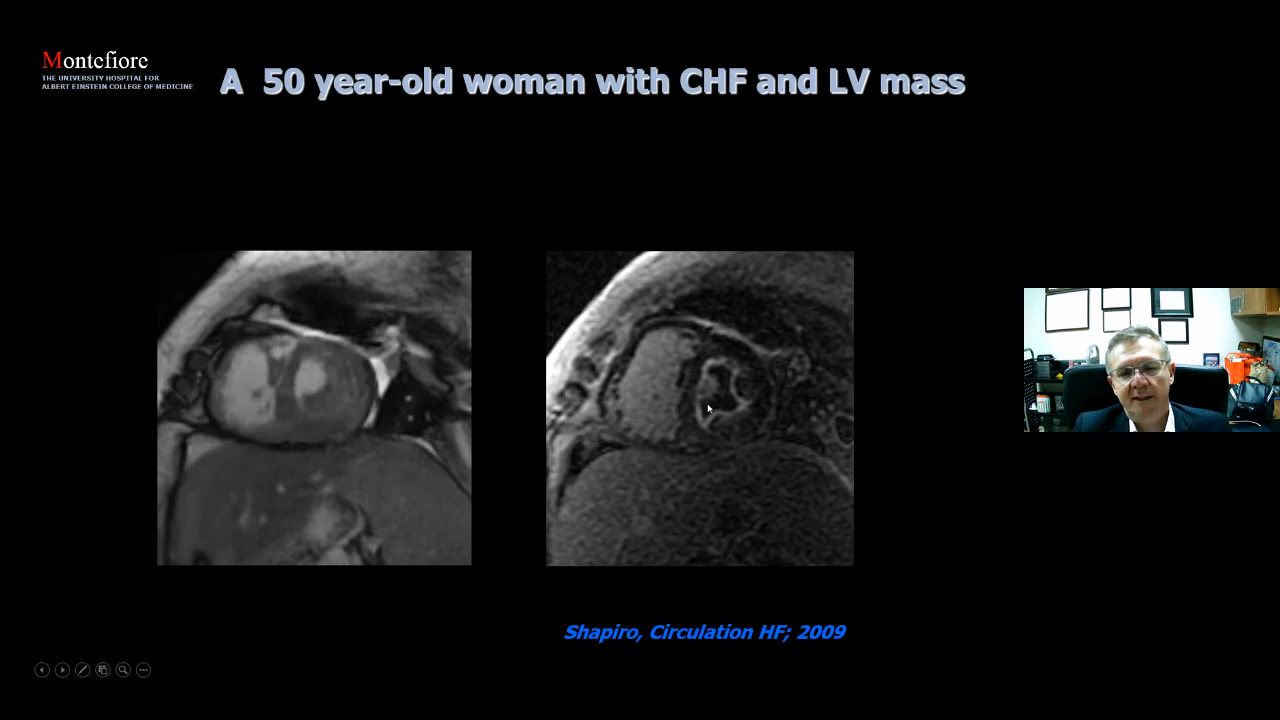 Montefiore
THE UNIVERSITY HOSPITAL FOR
ALBERT EINSTEIN COLLEGE OF MEDICINE
A 50 year-old woman with CHF and LV mass
Shapiro, Circulation HF; 2009